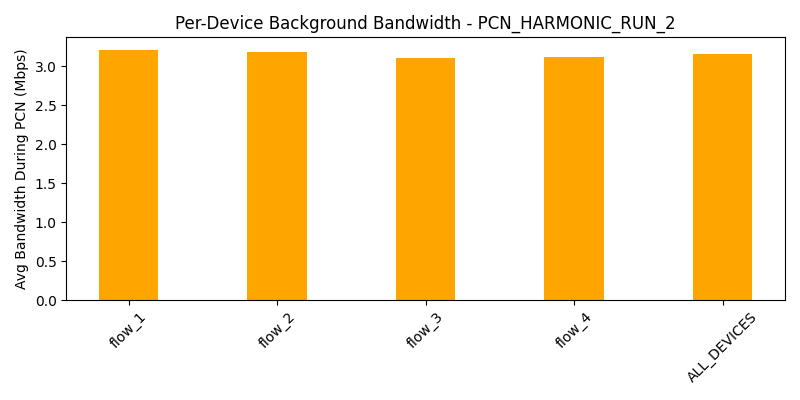 Per-Device Background Bandwidth - PCN_HARMONIC_RUN_2
Avg Bandwidth During PCN (Mbps)
3.0
2.5
2.0
1.5
1.0
0.5
0.0
flow_1
flow_2
flow_3
flow_4
ALL_DEVICES